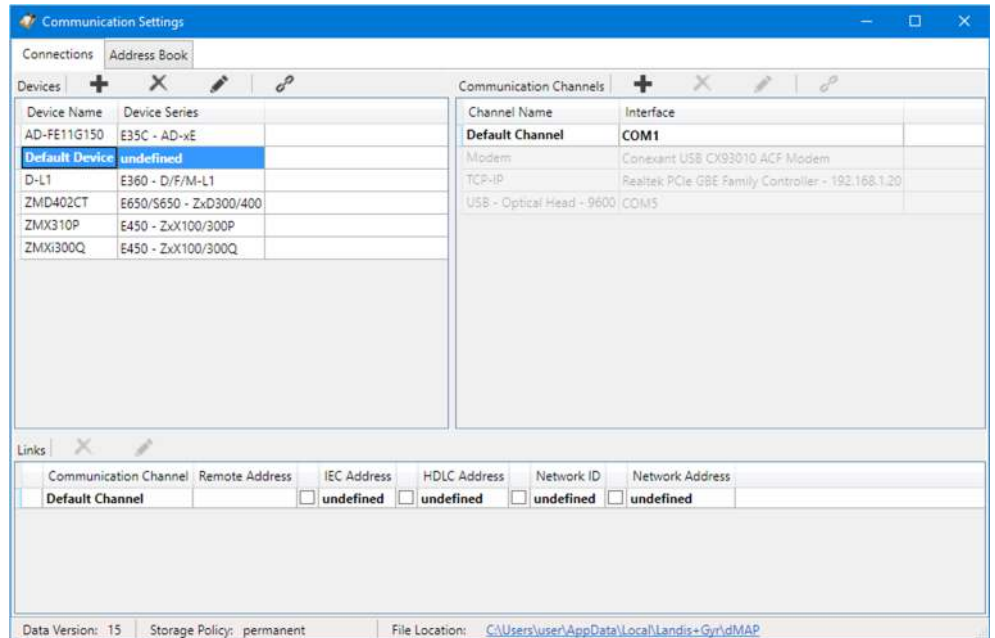 Communication Settings
Connections Address Book
Devices
Device Name Device Series
AD-FE11G150 E35C - AD-xE
Default Device undefined
D-L1 E360 - D/F/M-L1
ZMD402CT E650/S650 - ZxD300/400
ZMX310P E450 - ZxX100/300P
ZMXi300Q E450 - ZxX100/300Q
Communication Channels
Channel Name Interface
Default Channel COM1
Modem Conexant USB CX93010 ACF Modem
TCP-IP Realtek PCIe GBE Family Controller - 192.168.1.20
USB - Optical Head - 9600 COM5
Links
Communication Channel Remote Address IEC Address HDLC Address Network ID Network Address
Default Channel undefined undefined undefined undefined
Data Version: 15 Storage Policy: permanent File Location: C:\Users\user\AppData\Local\Landis+Gyr\dMAP